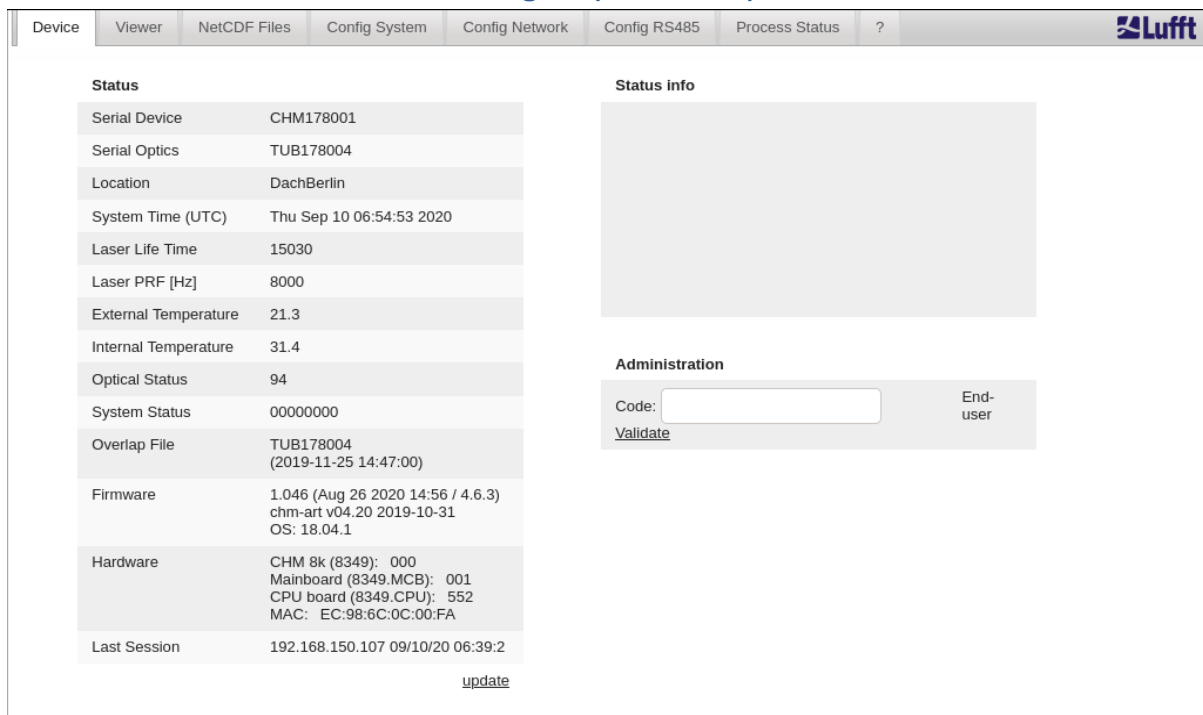 Device Viewer NetCDF Files Config System Config Network Config RS485 Process Status ? Lufft
Status
Serial Device CHM178001
Serial Optics TUB178004
Location DachBerlin
System Time (UTC) Thu Sep 10 06:54:53 2020
Laser Life Time 15030
Laser PRF [Hz] 8000
External Temperature 21.3
Internal Temperature 31.4
Optical Status 94
System Status 00000000
Overlap File TUB178004
(2019-11-25 14:47:00)
Firmware 1.046 (Aug 26 2020 14:56 / 4.6.3)
chm-art v04.20 2019-10-31
OS: 18.04.1
Hardware CHM 8k (8349): 000
Mainboard (8349.MCB): 001
CPU board (8349.CPU): 552
MAC: EC:98:6C:0C:00:FA
Last Session 192.168.150.107 09/10/20 06:39:2
update
Status info
Administration
Code:
End-
user
Validate